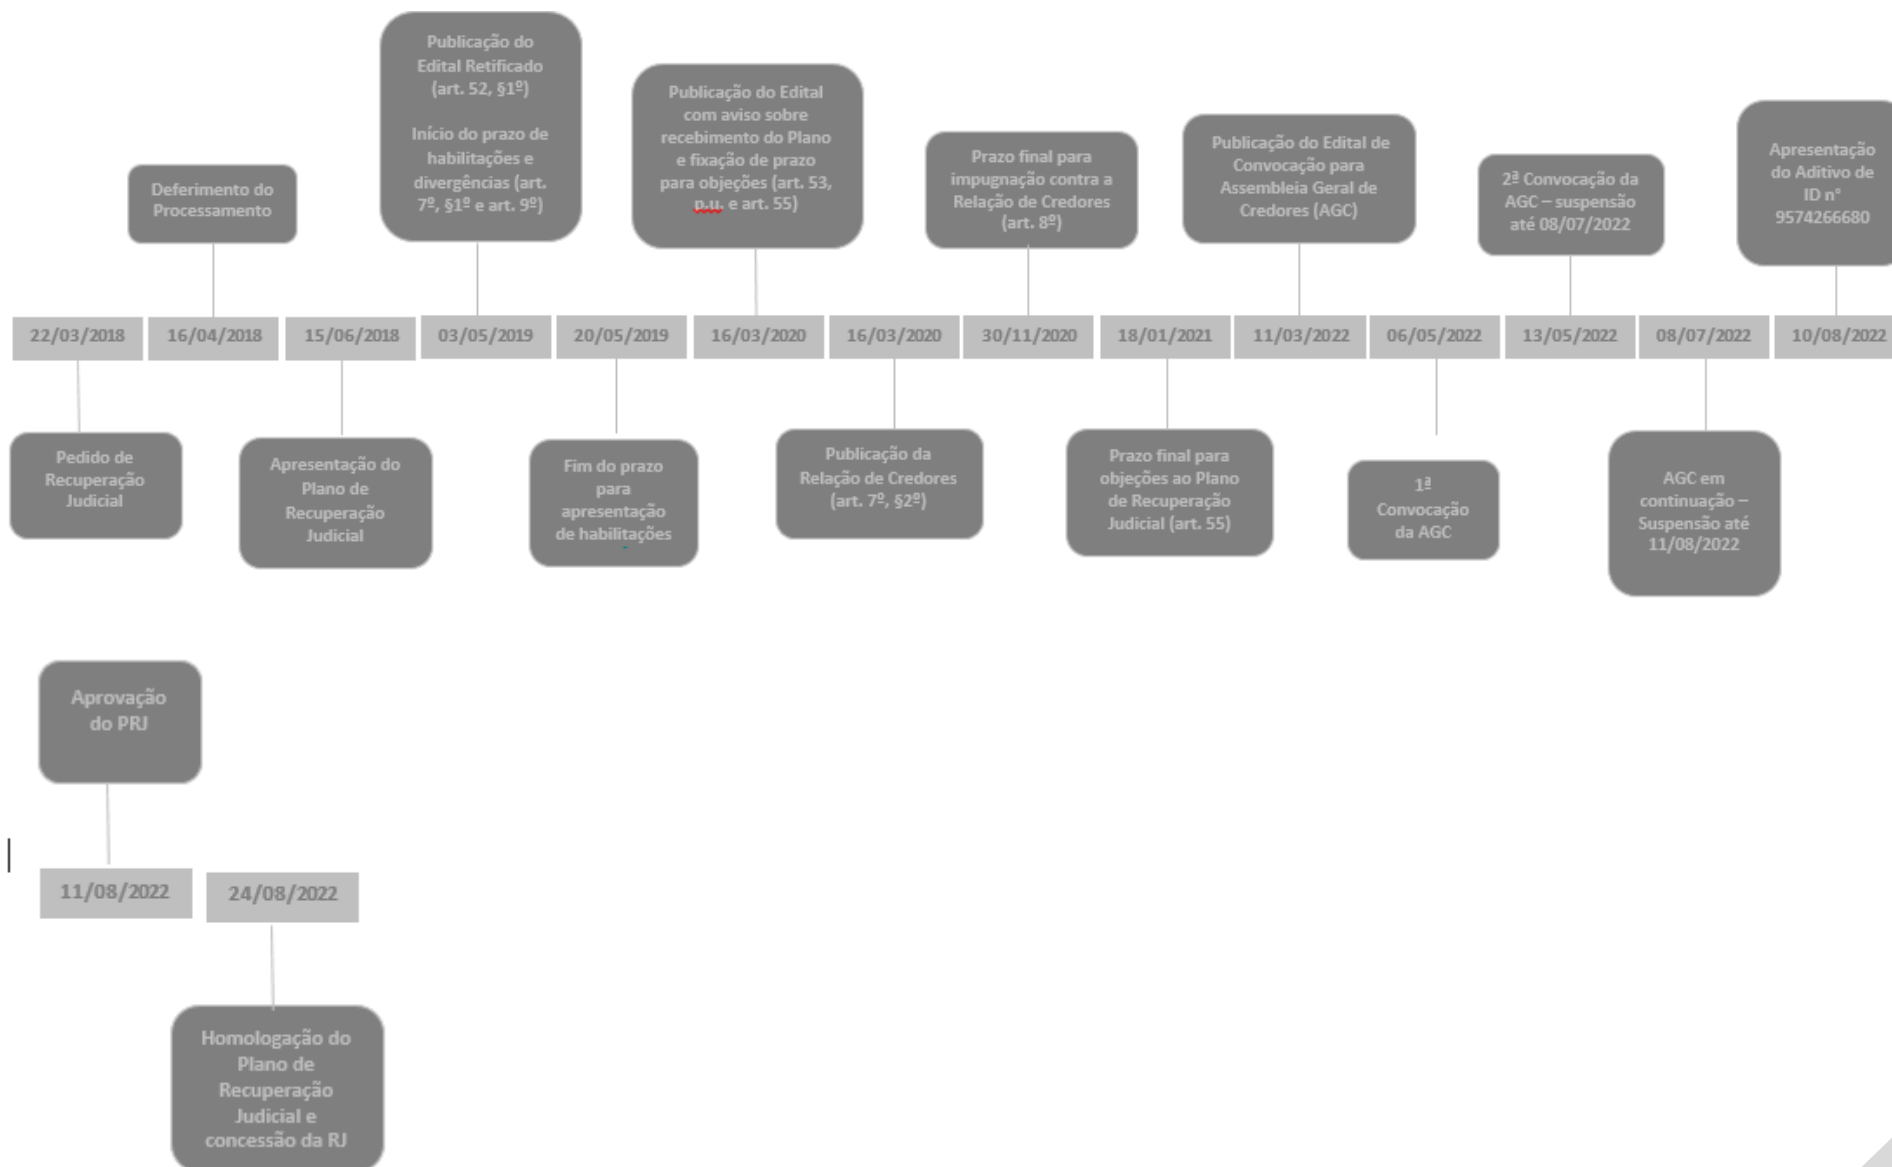 Publicação do
Edital Retificado
(art. 52, §1º)
Início do prazo de
habilitações e
divergências (art.
7º, §1º e art. 9º)
Publicação do Edital
com aviso sobre
recebimento do Plano
e fixação de prazo
para objeções (art. 53,
p.u. e art. 55)
Deferimento do
Processamento
Prazo final para
impugnação contra a
Relação de Credores
(art. 8º)
Publicação do Edital de
Convocação para
Assembleia Geral de
Credores (AGC)
2ª Convocação da
AGC – suspensão
até 08/07/2022
Apresentação
do Aditivo de
ID n°
9574266680
22/03/2018
16/04/2018
15/06/2018
03/05/2019
20/05/2019
16/03/2020
16/03/2020
30/11/2020
18/01/2021
11/03/2022
06/05/2022
13/05/2022
08/07/2022
10/08/2022
Pedido de
Recuperação
Judicial
Apresentação do
Plano de
Recuperação
Judicial
Fim do prazo
para
apresentação
de habilitações
Publicação da
Relação de Credores
(art. 7º, §2º)
Prazo final para
objeções ao Plano
de Recuperação
Judicial (art. 55)
1ª
Convocação
da AGC
AGC em
continuação –
Suspensão até
11/08/2022
Aprovação
do PRJ
11/08/2022
24/08/2022
Homologação do
Plano de
Recuperação
Judicial e
concessão da RJ